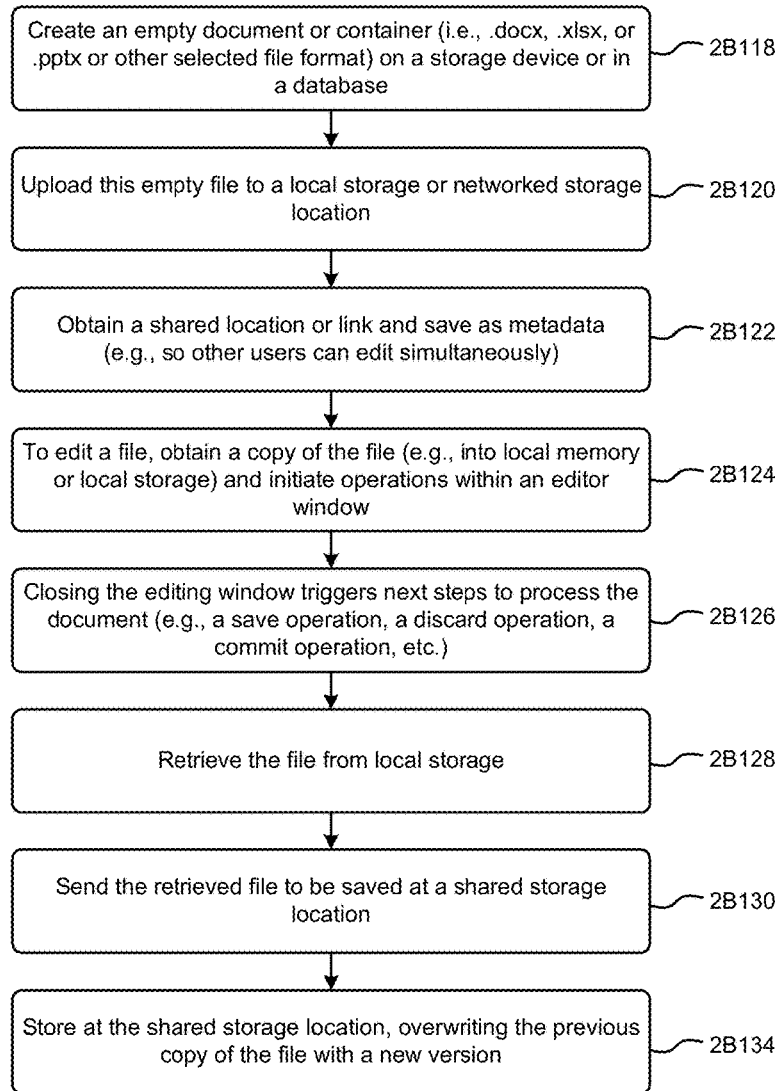 Create an empty document or container (i.e., .docx, .xlsx, or
.pptx or other selected file format) on a storage device or in
a database
2B118
Upload this empty file to a local storage or networked storage
location
2B120
Obtain a shared location or link and save as metadata
(e.g., so other users can edit simultaneously)
2B122
To edit a file, obtain a copy of the file (e.g., into local memory
or local storage) and initiate operations within an editor
window
2B124
Closing the editing window triggers next steps to process the
document (e.g., a save operation, a discard operation, a
commit operation, etc.)
2B126
Retrieve the file from local storage
2B128
Send the retrieved file to be saved at a shared storage
location
2B130
Store at the shared storage location, overwriting the previous
copy of the file with a new version
2B134